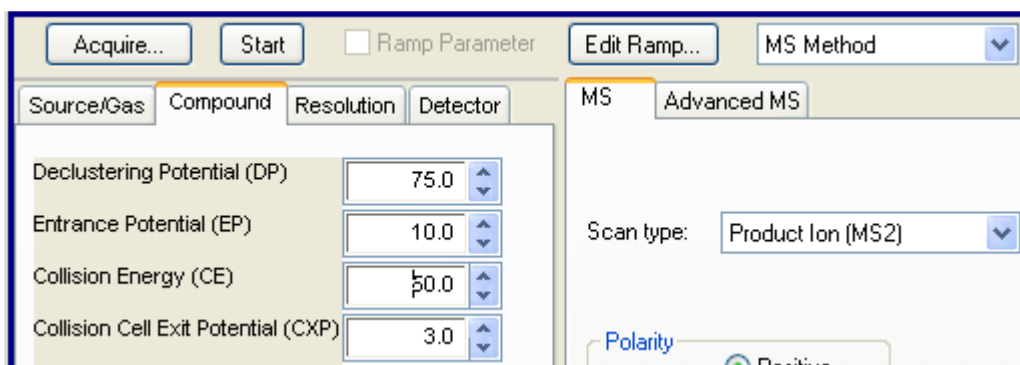 Acquire... Start Ramp Parameter Edit Ramp... MS Method
Source/Gas Compound Resolution Detector MS Advanced MS
Declustering Potential (DP) 75.0
Entrance Potential (EP) 10.0
Scan type: Product Ion (MS2)
Collision Energy (CE) 50.0
Collision Cell Exit Potential (CXP) 3.0
Polarity
Positive